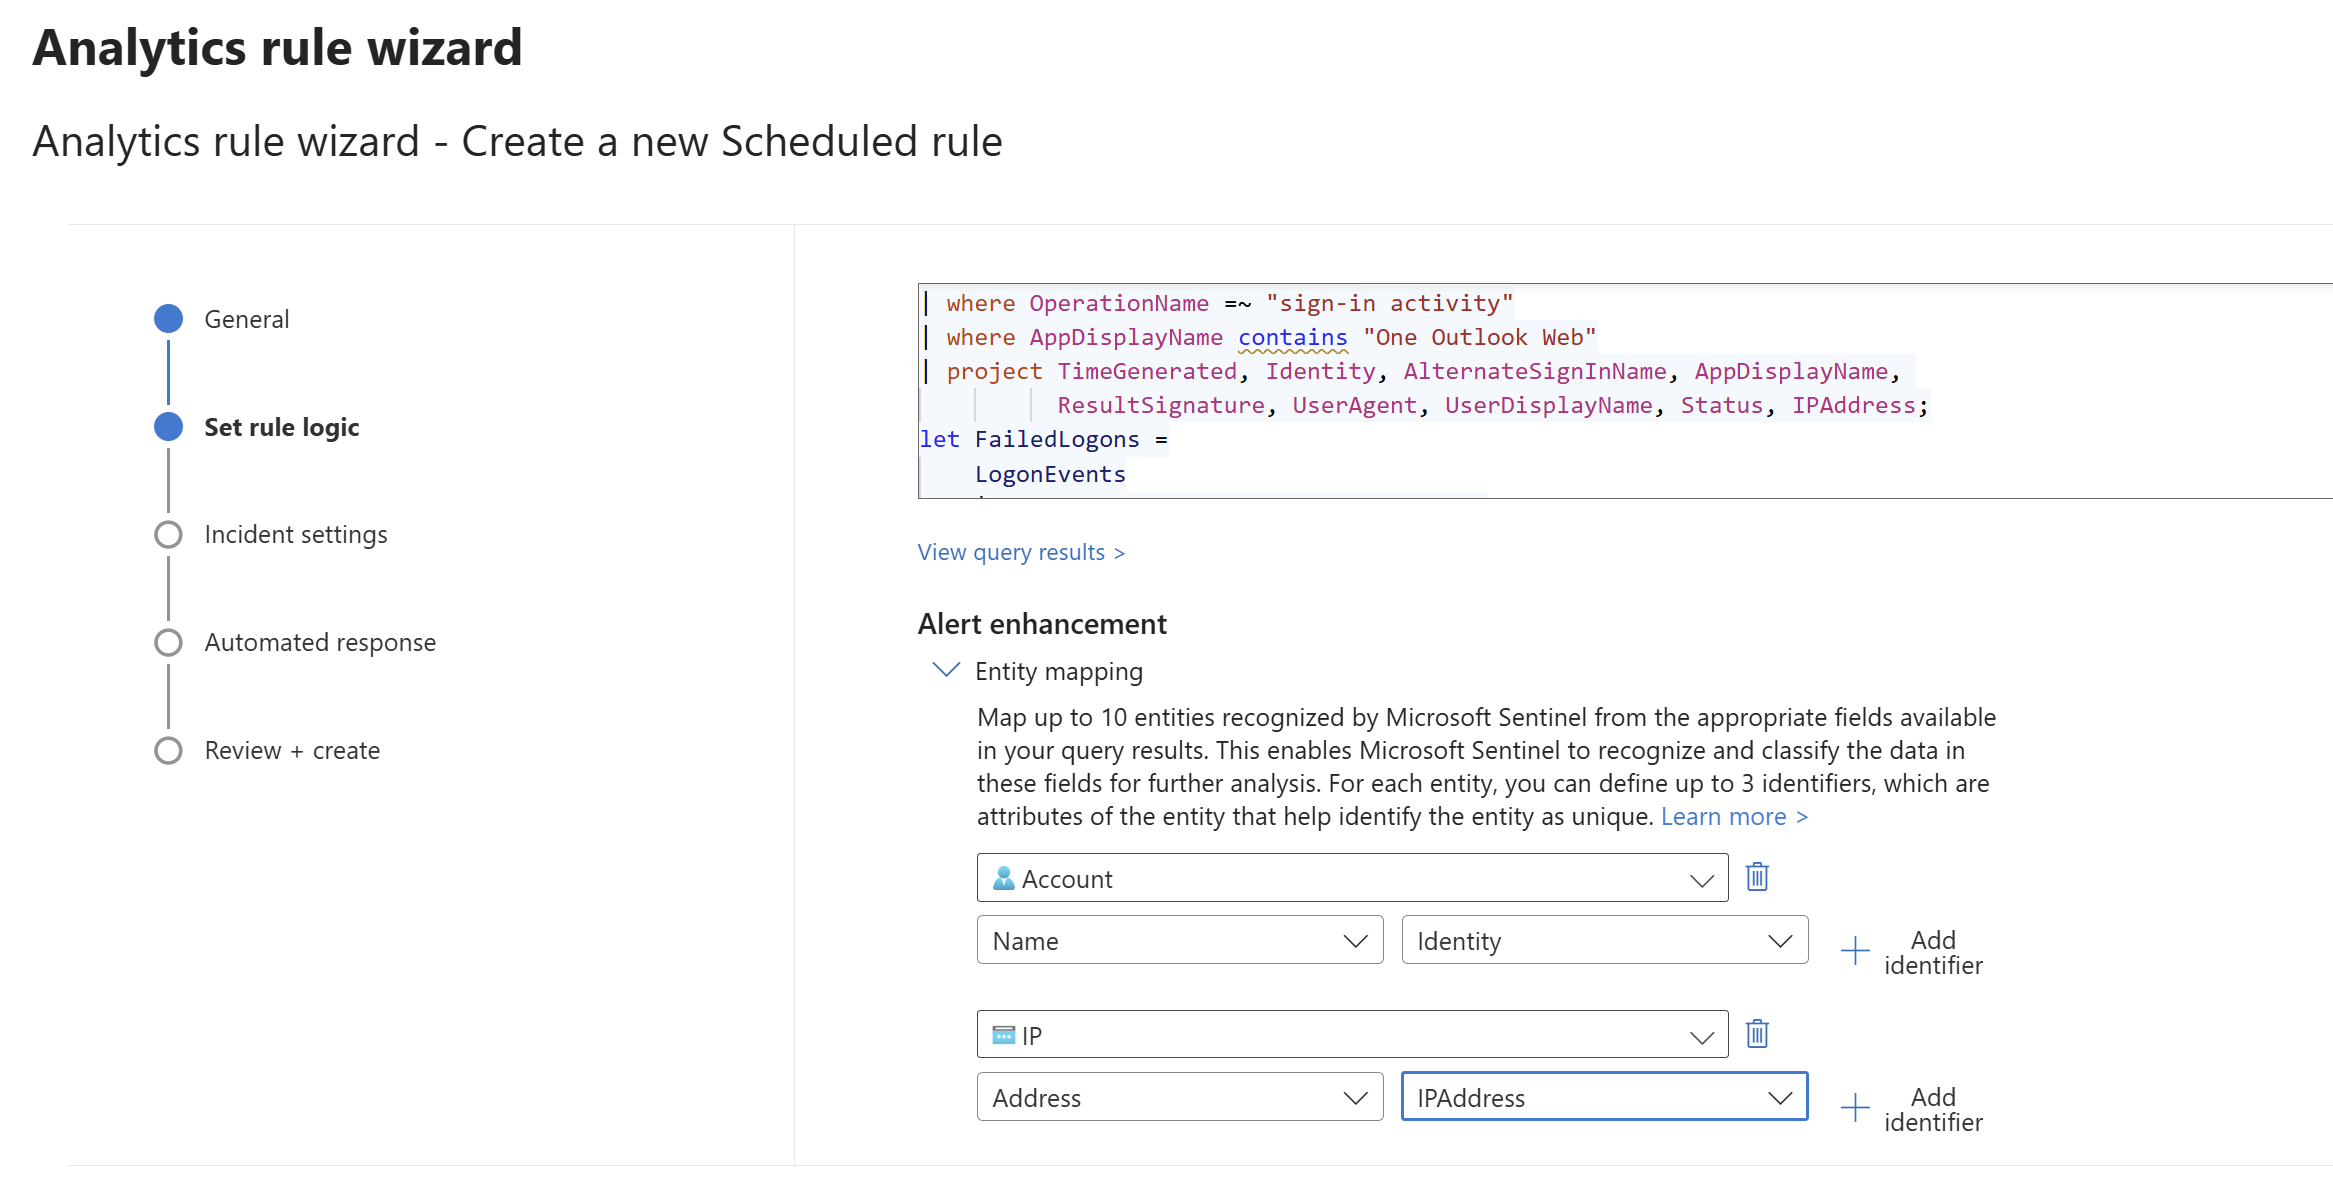 Analytics rule wizard
Analytics rule wizard - Create a new Scheduled rule
General
Set rule logic
Incident settings
Automated response
Review + create
| where OperationName =~ "sign-in activity"
| where AppDisplayName contains "One Outlook Web"
| project TimeGenerated, Identity, AlternateSignInName, AppDisplayName,
ResultSignature, UserAgent, UserDisplayName, Status, IPAddress;
let FailedLogons =
LogonEvents
View query results >
Alert enhancement
Entity mapping
Map up to 10 entities recognized by Microsoft Sentinel from the appropriate fields available
in your query results. This enables Microsoft Sentinel to recognize and classify the data in
these fields for further analysis. For each entity, you can define up to 3 identifiers, which are
attributes of the entity that help identify the entity as unique. Learn more >
Account
Name
Identity
Add
identifier
IP
Address
IPAddress
Add
identifier